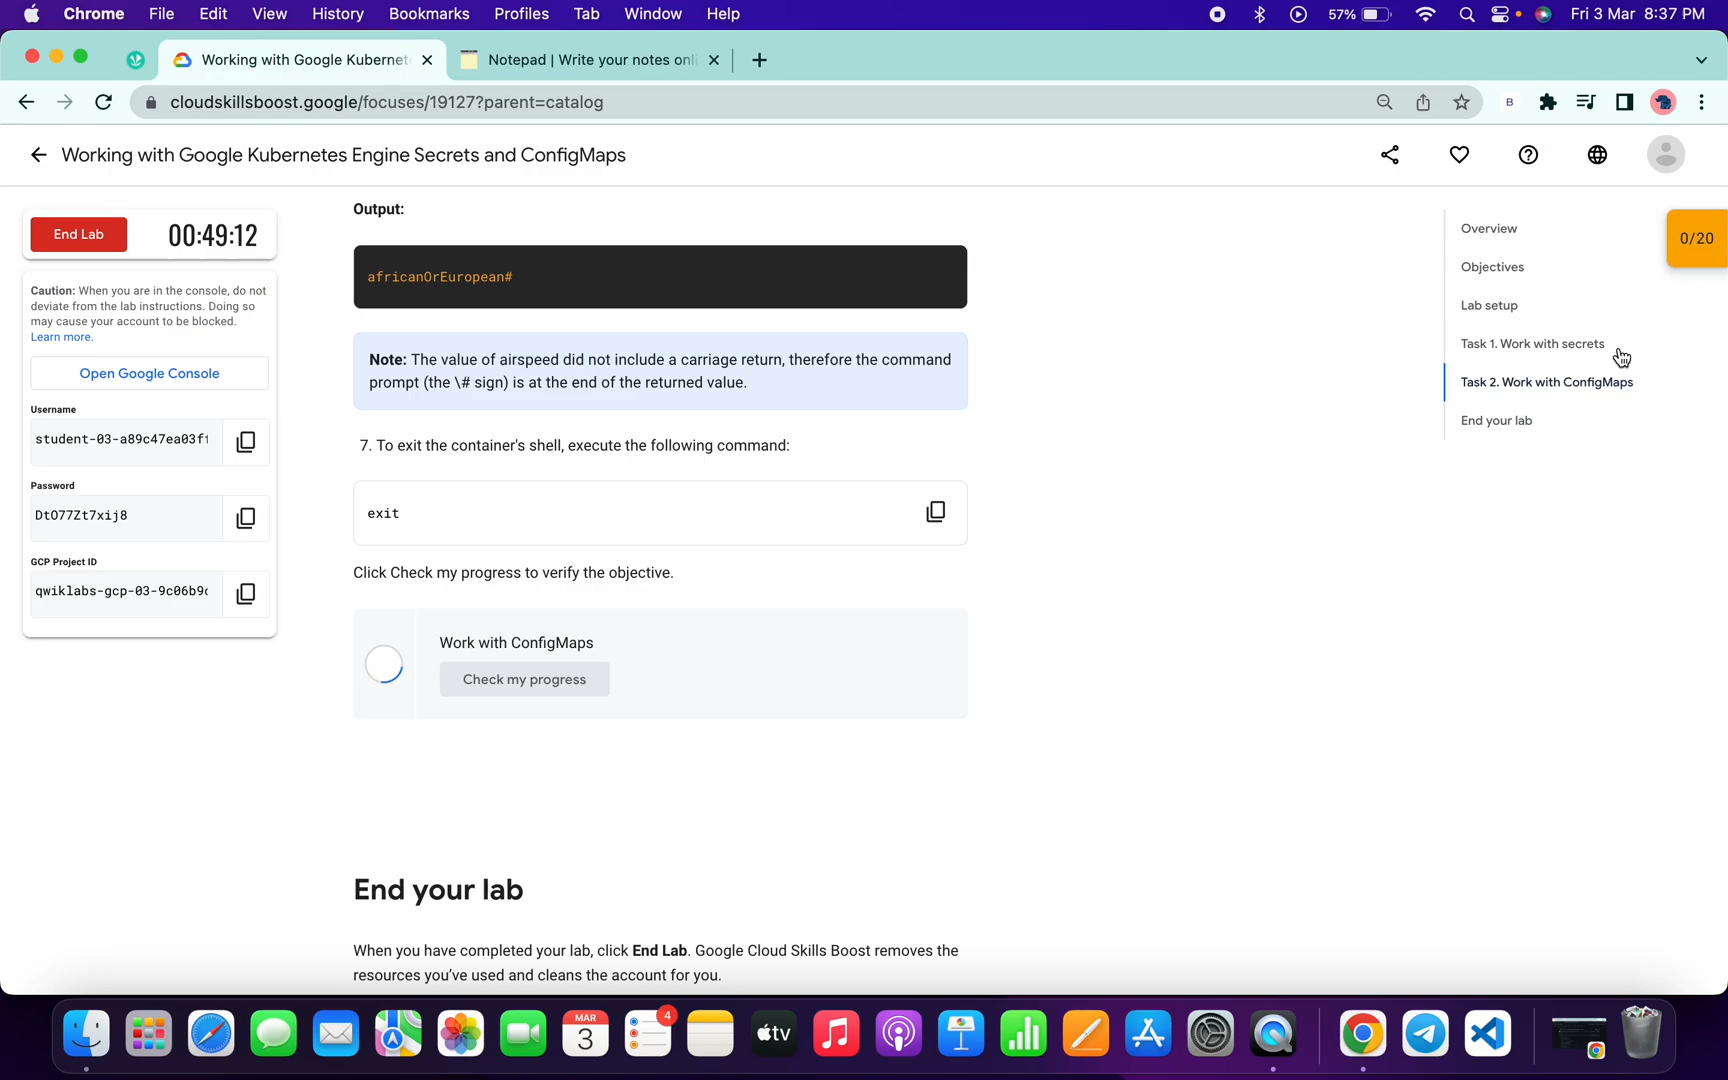 Chrome File Edit View History Bookmarks Profiles Tab Window Help 57% Fri 3 Mar 8:37 PM
Working with Google Kubernet Notepad | Write your notes onli
cloudskillsboost.google/focuses/19127?parent=catalog B
Working with Google Kubernetes Engine Secrets and ConfigMaps
End Lab 00:49:12
Caution: When you are in the console, do not
deviate from the lab instructions. Doing so
may cause your account to be blocked.
Learn more.
Open Google Console
Username
student-03-a89c47ea03f
Password
DtO77Zt7xij8
GCP Project ID
qwiklabs-gcp-03-9c06b9
Output:
africanOrEuropean#
Note: The value of airspeed did not include a carriage return, therefore the command
prompt (the \# sign) is at the end of the returned value.
7. To exit the container's shell, execute the following command:
exit
Click Check my progress to verify the objective.
Work with ConfigMaps
Check my progress
End your lab
When you have completed your lab, click End Lab. Google Cloud Skills Boost removes the
resources you've used and cleans the account for you.
Overview
Objectives
Lab setup
Task 1. Work with secrets
Task 2. Work with ConfigMaps
End your lab
0/20
MAR
3
4
tv